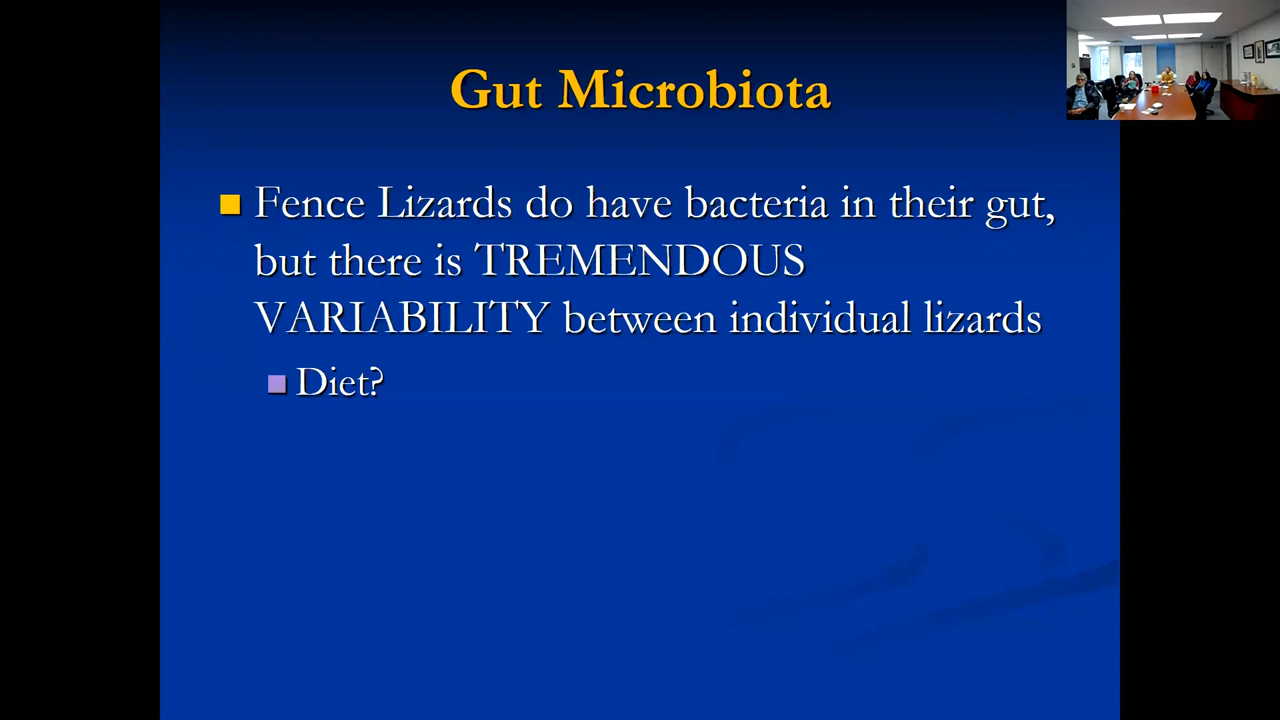 Gut Microbiota
Fence Lizards do have bacteria in their gut,
but there is TREMENDOUS
VARIABILITY between individual lizards
Diet?